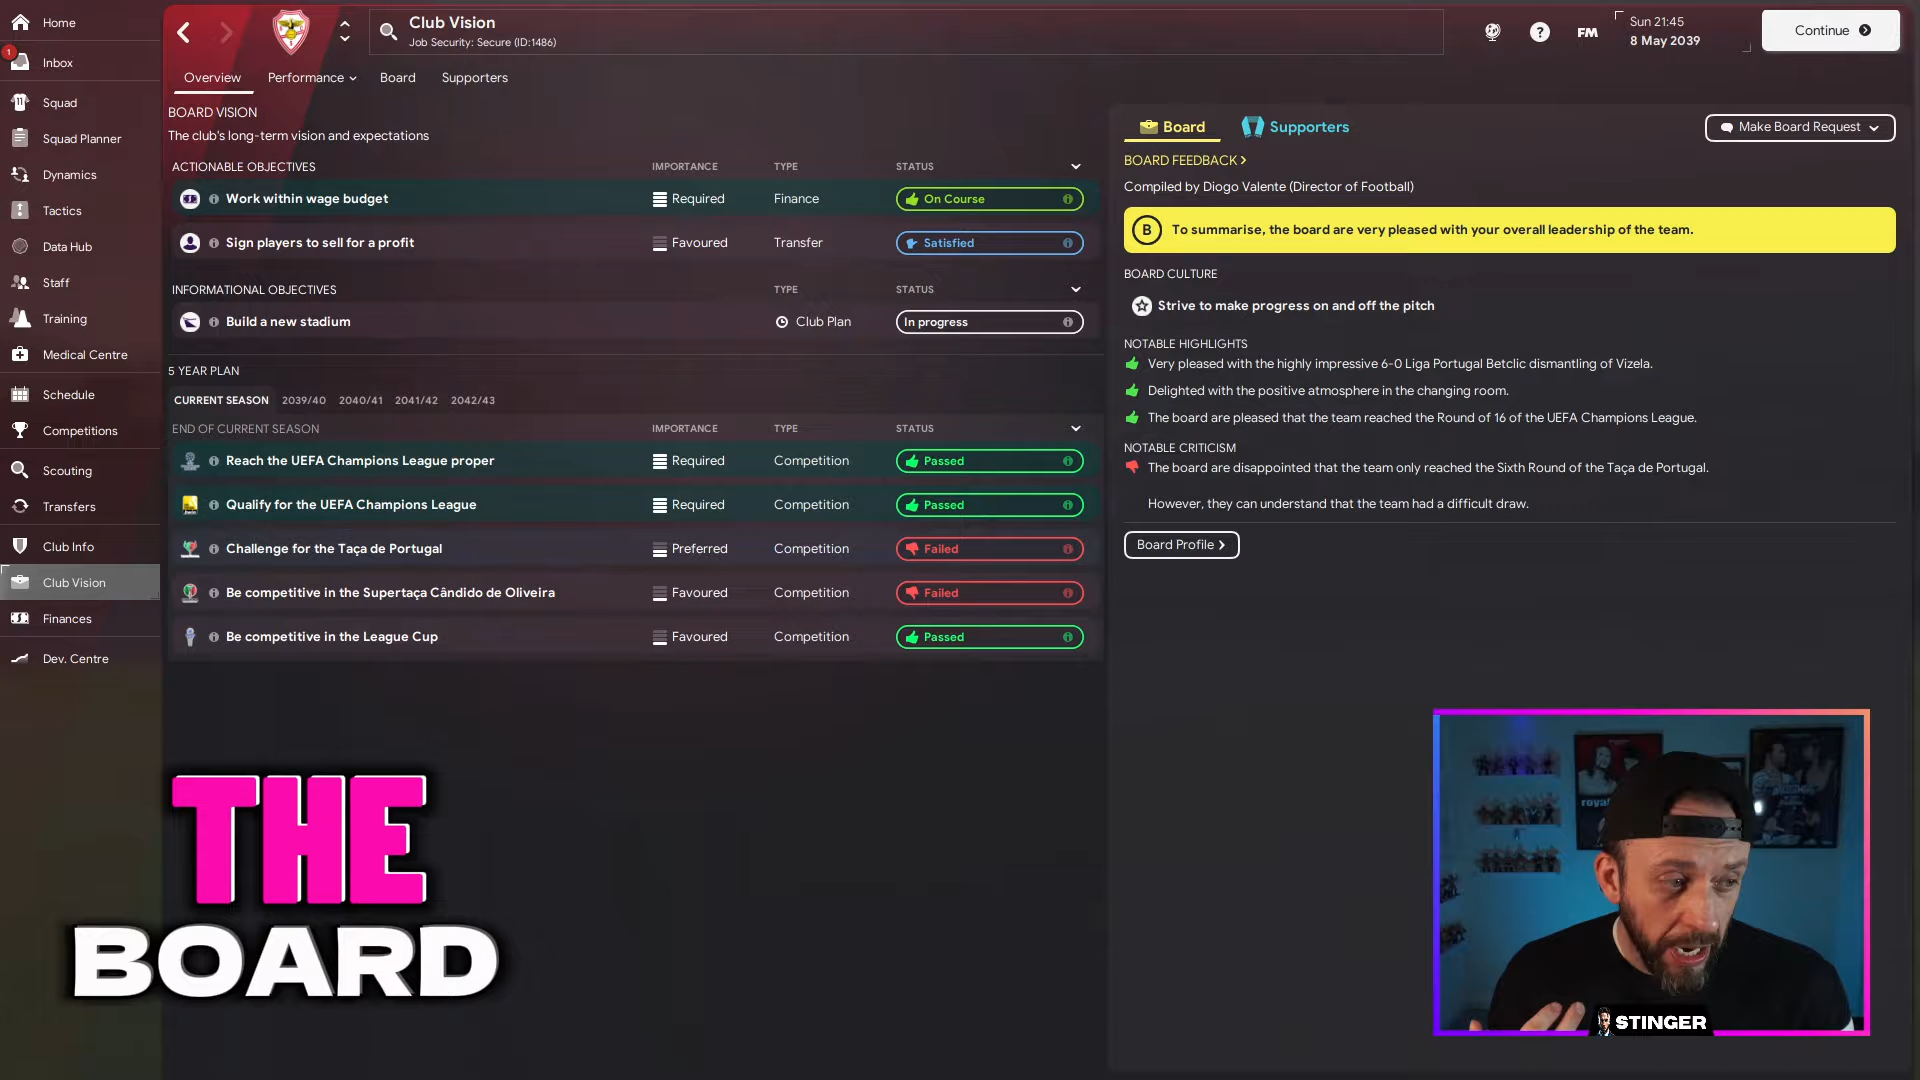 Home
1
Inbox
Squad
Squad Planner
Dynamics
Tactics
Data Hub
Staff
Training
Medical Centre
Schedule
Competitions
Scouting
Transfers
Club Info
Club Vision
Finances
Dev. Centre
Club Vision
Job Security: Secure (ID:1486)
FM
Sun 21:45
8 May 2039
Continue
Overview
Performance
Board
Supporters
BOARD VISION
The club's long-term vision and expectations
ACTIONABLE OBJECTIVES IMPORTANCE TYPE STATUS
Work within wage budget Required Finance On Course
Sign players to sell for a profit Favoured Transfer Satisfied
INFORMATIONAL OBJECTIVES TYPE STATUS
Build a new stadium Club Plan In progress
5 YEAR PLAN
CURRENT SEASON 2039/40 2040/41 2041/42 2042/43
END OF CURRENT SEASON IMPORTANCE TYPE STATUS
Reach the UEFA Champions League proper Required Competition Passed
Qualify for the UEFA Champions League Required Competition Passed
Challenge for the Taça de Portugal Preferred Competition Failed
Be competitive in the Supertaça Cândido de Oliveira Favoured Competition Failed
Be competitive in the League Cup Favoured Competition Passed
Board Supporters
Make Board Request
BOARD FEEDBACK
Compiled by Diogo Valente (Director of Football)
B To summarise, the board are very pleased with your overall leadership of the team.
BOARD CULTURE
Strive to make progress on and off the pitch
NOTABLE HIGHLIGHTS
Very pleased with the highly impressive 6-0 Liga Portugal Betclic dismantling of Vizela.
Delighted with the positive atmosphere in the changing room.
The board are pleased that the team reached the Round of 16 of the UEFA Champions League.
NOTABLE CRITICISM
The board are disappointed that the team only reached the Sixth Round of the Taça de Portugal.
However, they can understand that the team had a difficult draw.
Board Profile
THE
BOARD
STINGER